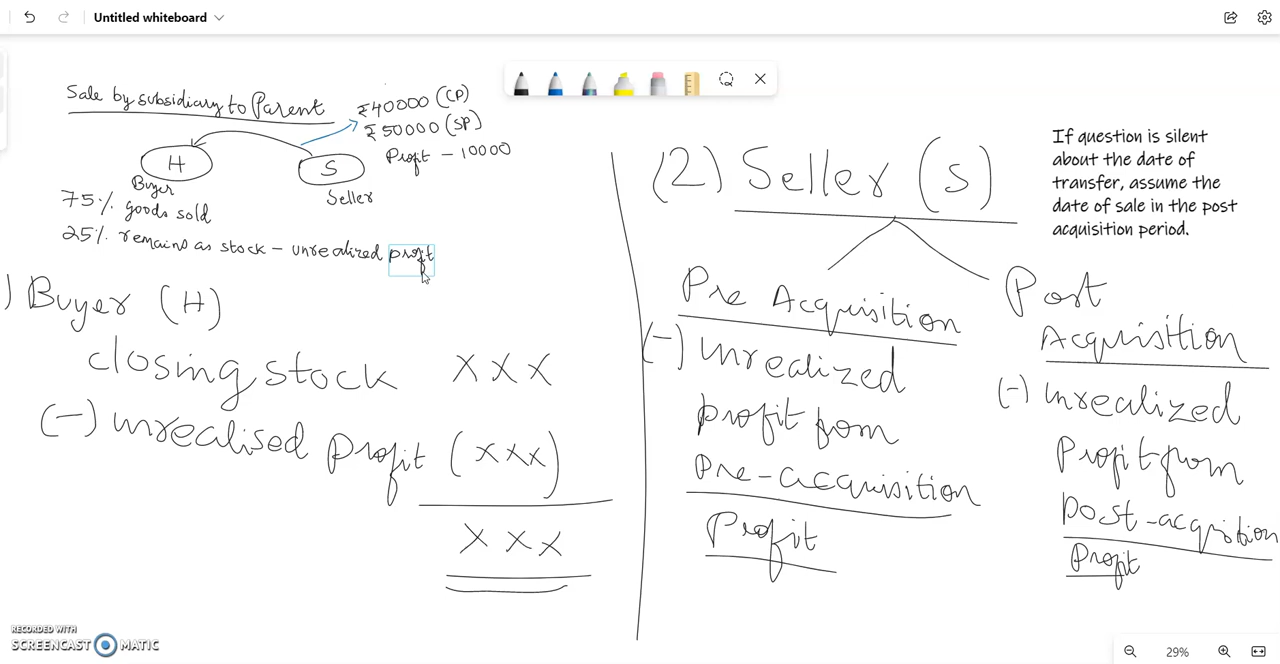 Untitled whiteboard
Sale by subsidiary to Parent
₹40000 (CP)
₹50000 (SP)
Profit - 10000
H
S
Buyer
Seller
75% goods sold
25% remains as stock - unrealized profit
) Buyer (H)
closing stock X X X
(-) unrealised profit (XXX)
X X X
(2) Seller (S)
Pre Acquisition
(-) unrealized
profit from
pre-acquisition
Profit
Post
Acquisition
(-) unrealized
Profit from
post-acqistion
Profit
If question is silent
about the date of
transfer, assume the
date of sale in the post
acquisition period.
RECORDED WITH
SCREENCAST MATIC
29%